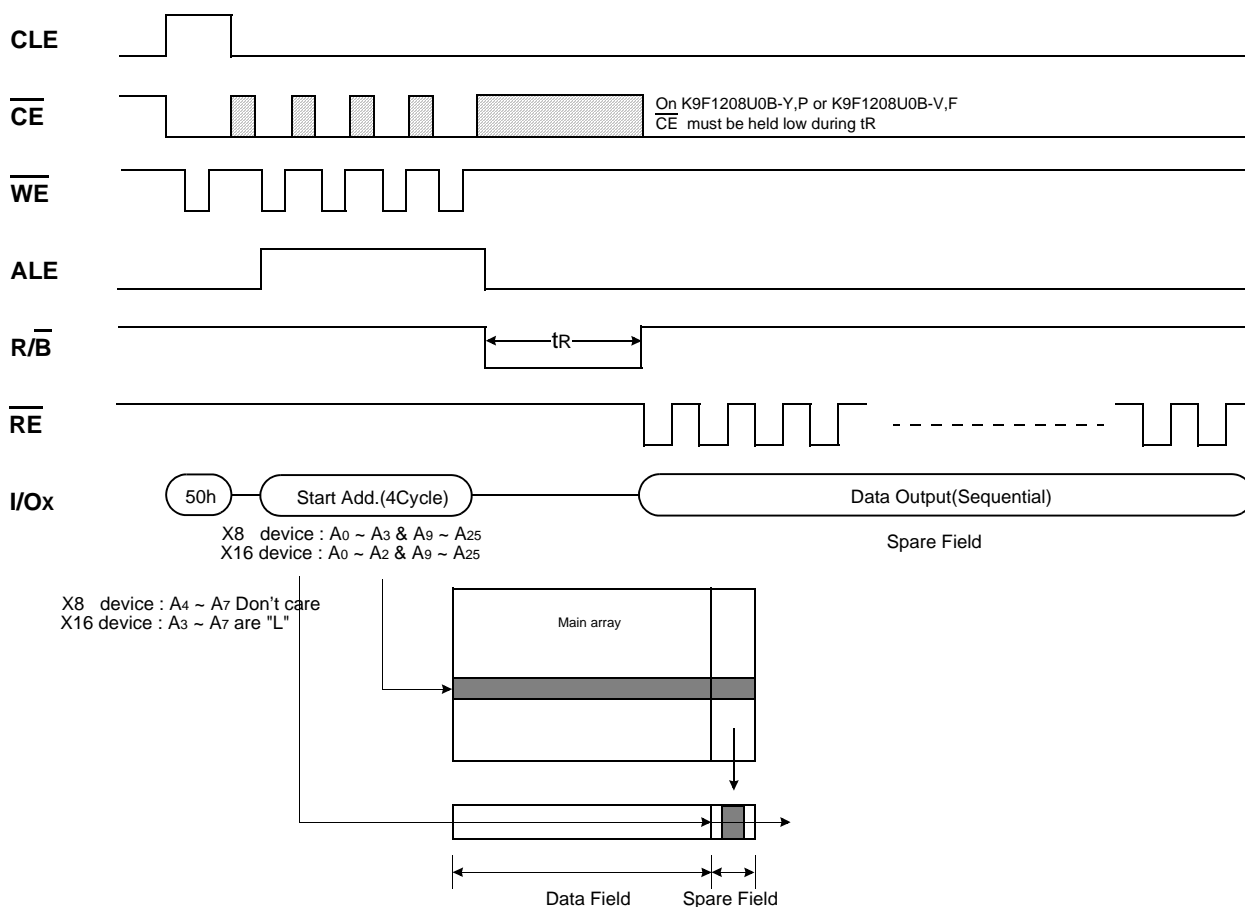 CLE
CE
On K9F1208U0B-Y,P or K9F1208U0B-V,F
CE must be held low during tR
WE
ALE
R/B
tR
RE
I/Ox
50h
Start Add.(4Cycle)
Data Output(Sequential)
X8 device : A0 ~ A3 & A9 ~ A25
X16 device : A0 ~ A2 & A9 ~ A25
Spare Field
X8 device : A4 ~ A7 Don't care
X16 device : A3 ~ A7 are "L"
Main array
Data Field
Spare Field